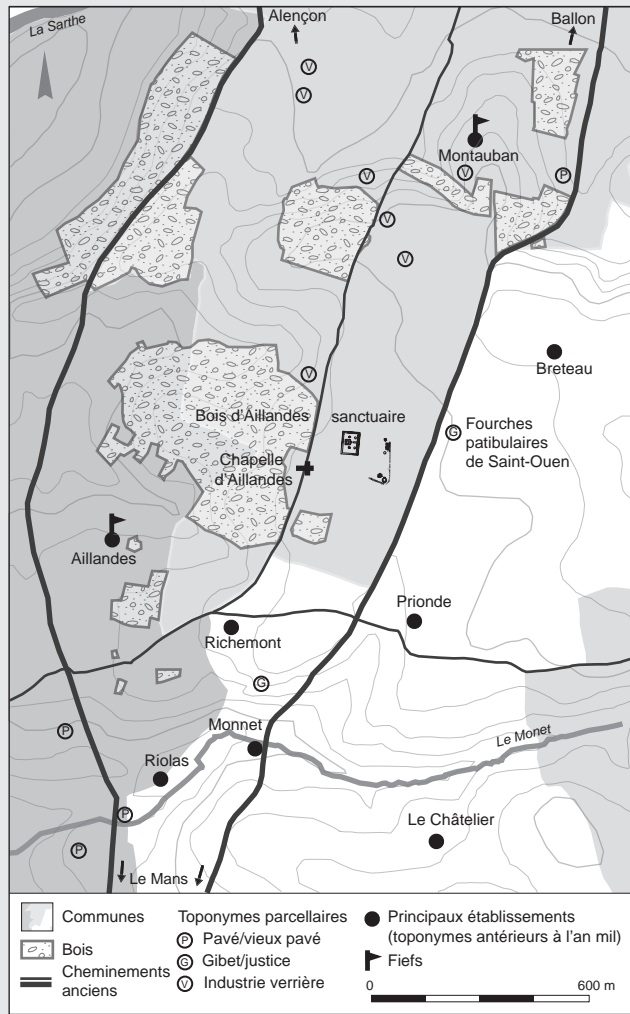 La Sarthe
Alençon
Ballon
V
V
Montauban
V
V
P
V
V
V
Breteau
Bois d'Aillandes
sanctuaire
G
Fourches
patibulaires
de Saint-Ouen
Chapelle
d'Aillandes
Aillandes
Prionde
Richemont
G
P
Monnet
Le Monet
Riolas
P
Le Châtelier
P
Le Mans
Communes
Bois
Cheminements
anciens
Toponymes parcellaires
P Pavé/vieux pavé
G Gibet/justice
V Industrie verrière
Principaux établissements
(toponymes antérieurs à l'an mil)
Fiefs
0 600 m